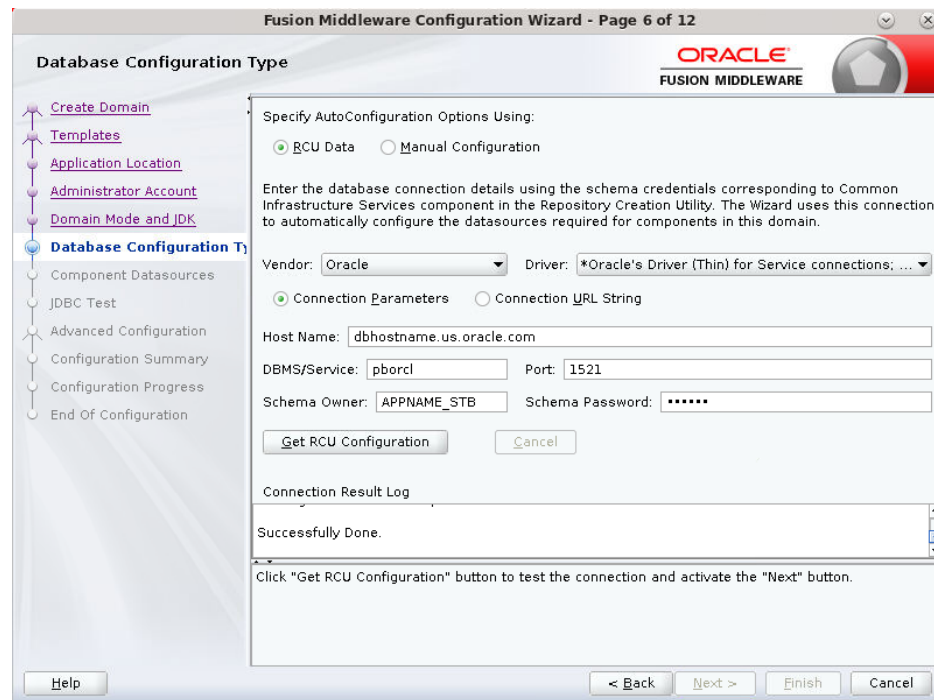 Fusion Middleware Configuration Wizard - Page 6 of 12
Database Configuration Type
ORACLE
FUSION MIDDLEWARE
Create Domain
Templates
Application Location
Administrator Account
Domain Mode and JDK
Database Configuration Ty
Component Datasources
JDBC Test
Advanced Configuration
Configuration Summary
Configuration Progress
End Of Configuration
Specify AutoConfiguration Options Using:
RCU Data Manual Configuration
Enter the database connection details using the schema credentials corresponding to Common
Infrastructure Services component in the Repository Creation Utility. The Wizard uses this connection
to automatically configure the datasources required for components in this domain.
Vendor: Oracle Driver: *Oracle's Driver (Thin) for Service connections; ...
Connection Parameters Connection URL String
Host Name: dbhostname.us.oracle.com
DBMS/Service: pborcl Port: 1521
Schema Owner: APPNAME_STB Schema Password: ••••••
Get RCU Configuration Cancel
Connection Result Log
Successfully Done.
Click "Get RCU Configuration" button to test the connection and activate the "Next" button.
Help < Back Next > Finish Cancel